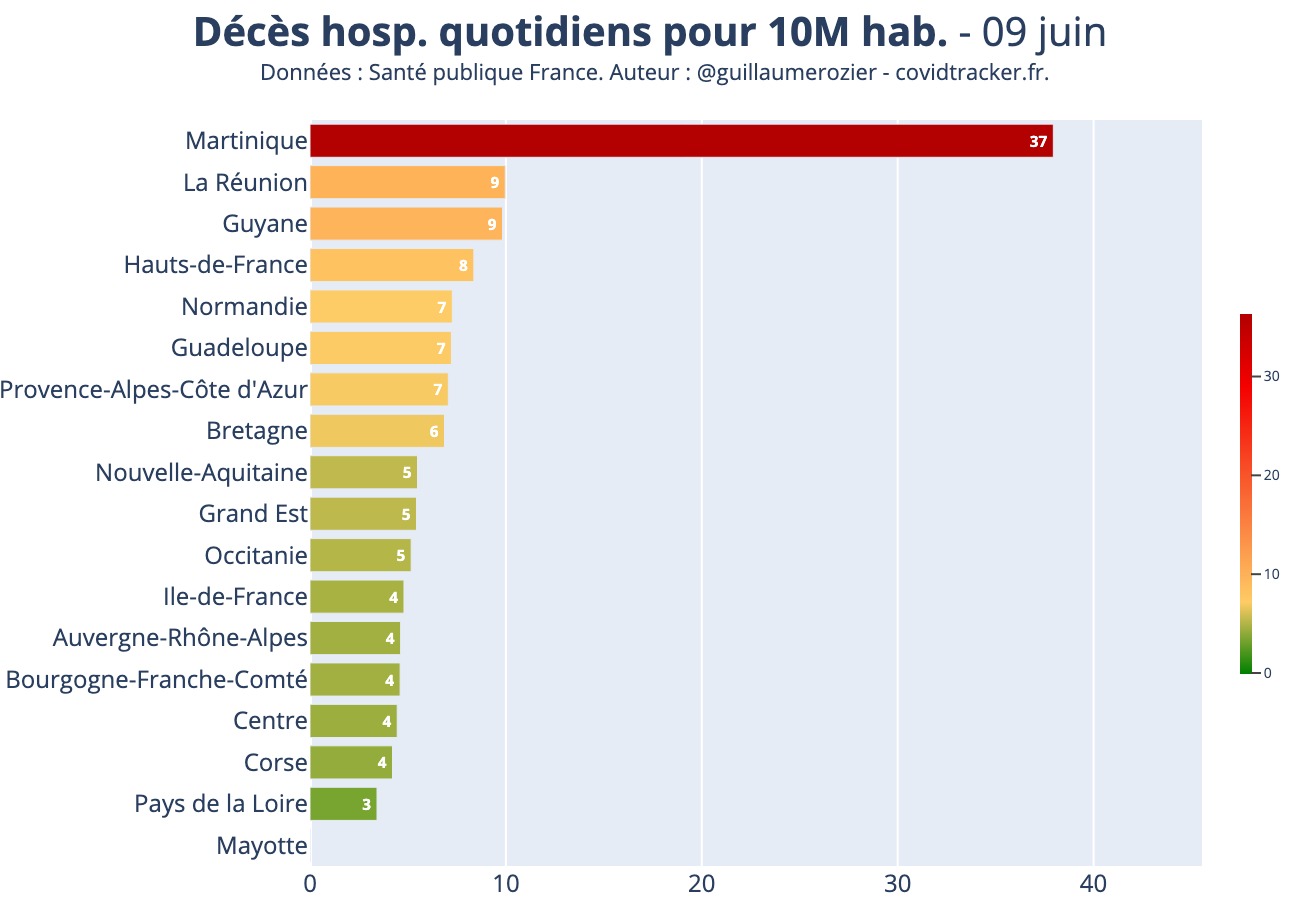 Décès hosp. quotidiens pour 10M hab. - 09 juin
Données : Santé publique France. Auteur : @guillaumerozier - covidtracker.fr.
Martinique 37
La Réunion 9
Guyane 9
Hauts-de-France 8
Normandie 7
Guadeloupe 7
Provence-Alpes-Côte d'Azur 7
Bretagne 6
Nouvelle-Aquitaine 5
Grand Est 5
Occitanie 5
Ile-de-France 4
Auvergne-Rhône-Alpes 4
Bourgogne-Franche-Comté 4
Centre 4
Corse 4
Pays de la Loire 3
Mayotte
0 10 20 30 40
30
20
10
0